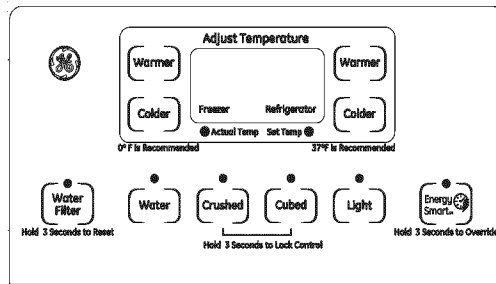 Adjust Temperature
Warmer
Warmer
Colder
Freezer
Refrigerator
Colder
Actual Temp
Set Temp
0° F is Recommended
37°F is Recommended
Water
Filter
Water
Crushed
Cubed
Light
Energy
Smart
Hold 3 Seconds to Reset
Hold 3 Seconds to Lock Control
Hold 3 Seconds to Override